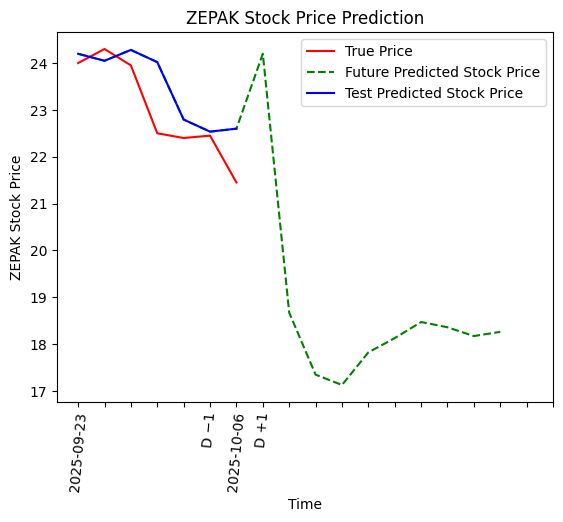 ZEPAK Stock Price Prediction
True Price
Future Predicted Stock Price
Test Predicted Stock Price
ZEPAK Stock Price
24
23
22
21
20
19
18
17
2025-09-23
D −1
2025-10-06
D +1
Time